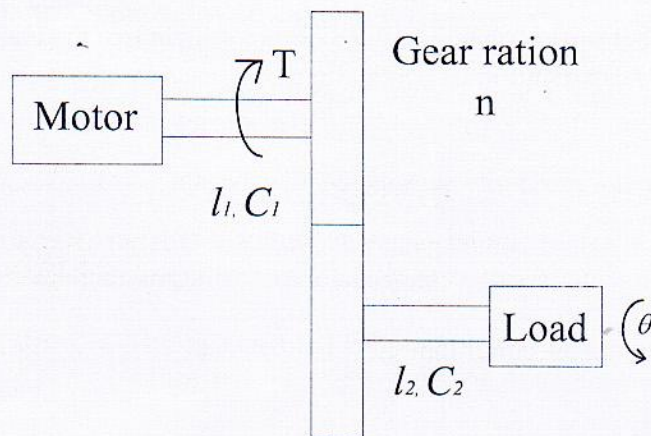 Gear ration
n
T
Motor
l1, C1
Load
θ
l2, C2